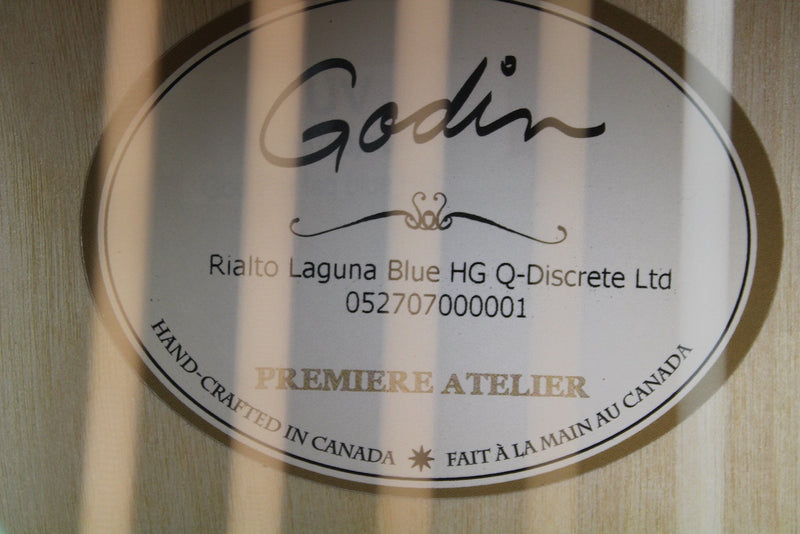 Godin
Rialto Laguna Blue HG Q-Discrete Ltd
052707000001
PREMIERE ATELIER
HAND-CRAFTED IN CANADA ✷ FAIT À LA MAIN AU CANADA